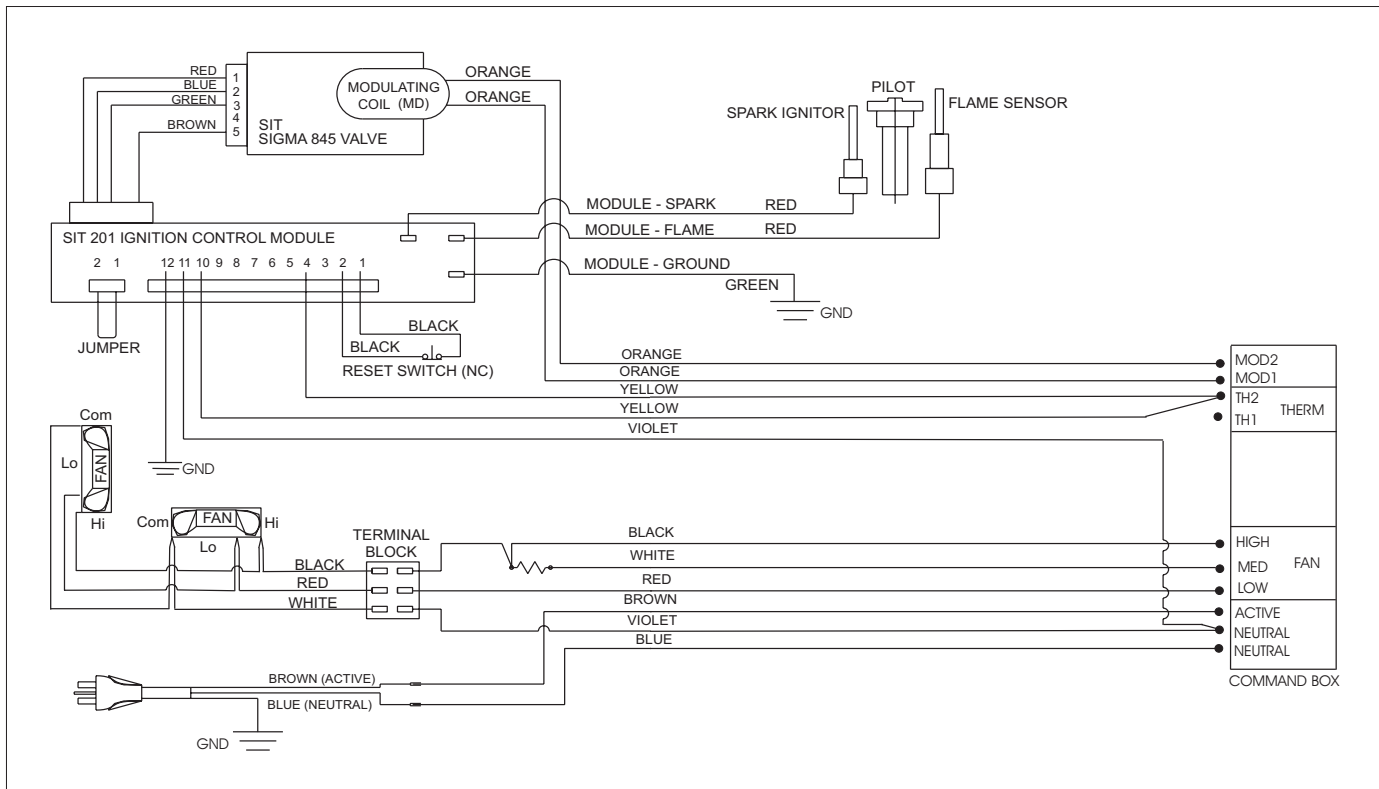 RED
BLUE
GREEN
BROWN
1
2
3
4
5
SIT
SIGMA 845 VALVE
MODULATING
COIL (MD)
ORANGE
ORANGE
SPARK IGNITOR
PILOT
FLAME SENSOR
MODULE - SPARK RED
MODULE - FLAME RED
MODULE - GROUND
GREEN
GND
SIT 201 IGNITION CONTROL MODULE
2 1 12 11 10 9 8 7 6 5 4 3 2 1
JUMPER
BLACK
BLACK
RESET SWITCH (NC)
ORANGE
ORANGE
YELLOW
YELLOW
VIOLET
MOD2
MOD1
TH2
TH1
THERM
GND
Com
Lo
FAN
Hi
Com
FAN
Hi
Lo
TERMINAL
BLOCK
BLACK
RED
WHITE
BLACK
WHITE
RED
BROWN
VIOLET
BLUE
HIGH
MED
LOW
FAN
ACTIVE
NEUTRAL
NEUTRAL
COMMAND BOX
BROWN (ACTIVE)
BLUE (NEUTRAL)
GND